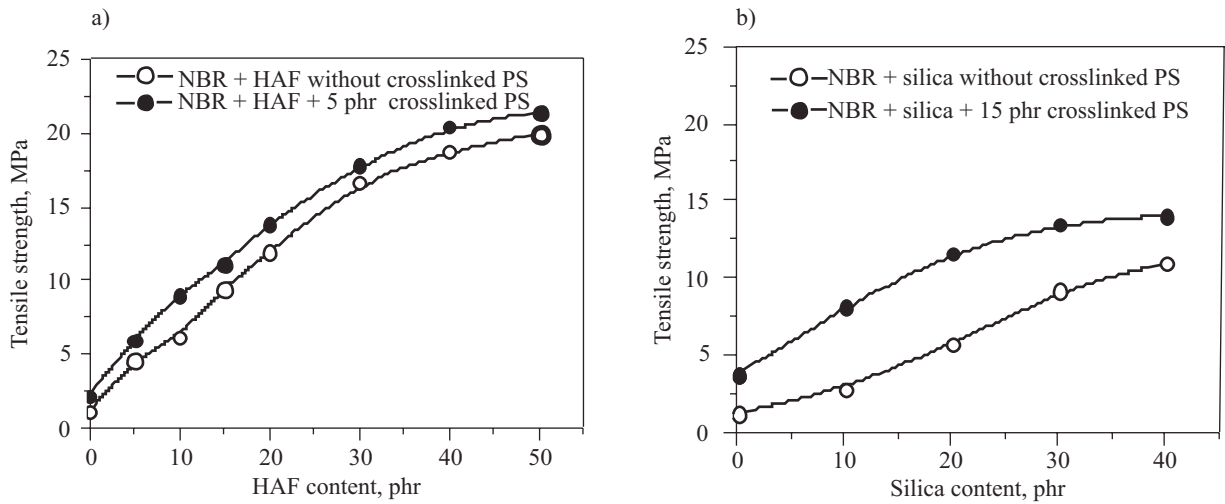 a)
25
20
15
10
5
0
Tensile strength, MPa
NBR + HAF without crosslinked PS
NBR + HAF + 5 phr crosslinked PS
0 10 20 30 40 50
HAF content, phr
b)
25
20
15
10
5
0
Tensile strength, MPa
NBR + silica without crosslinked PS
NBR + silica + 15 phr crosslinked PS
0 10 20 30 40
Silica content, phr